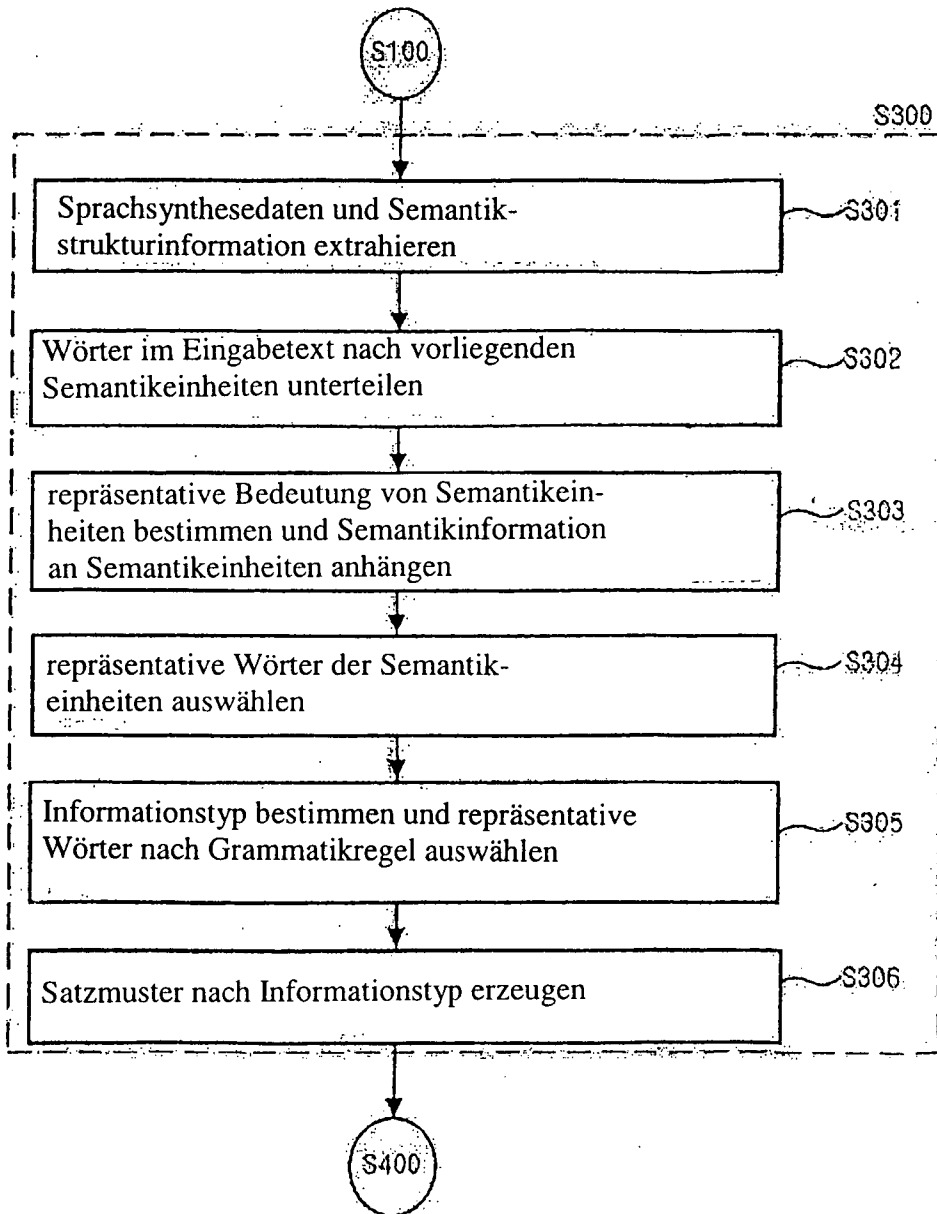 S100
S300
Sprachsynthesedaten und Semantik-
strukturinformation extrahieren
S301
Wörter im Eingabetext nach vorliegenden
Semantikeinheiten unterteilen
S302
repräsentative Bedeutung von Semantikein-
heiten bestimmen und Semantikinformation
an Semantikeinheiten anhängen
S303
repräsentative Wörter der Semantik-
einheiten auswählen
S304
Informationstyp bestimmen und repräsentative
Wörter nach Grammatikregel auswählen
S305
Satzmuster nach Informationstyp erzeugen
S306
S400